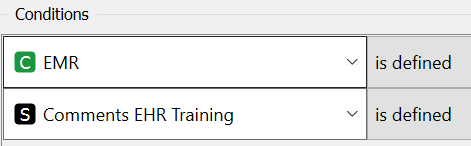 Conditions
C EMR is defined
S Comments EHR Training is defined